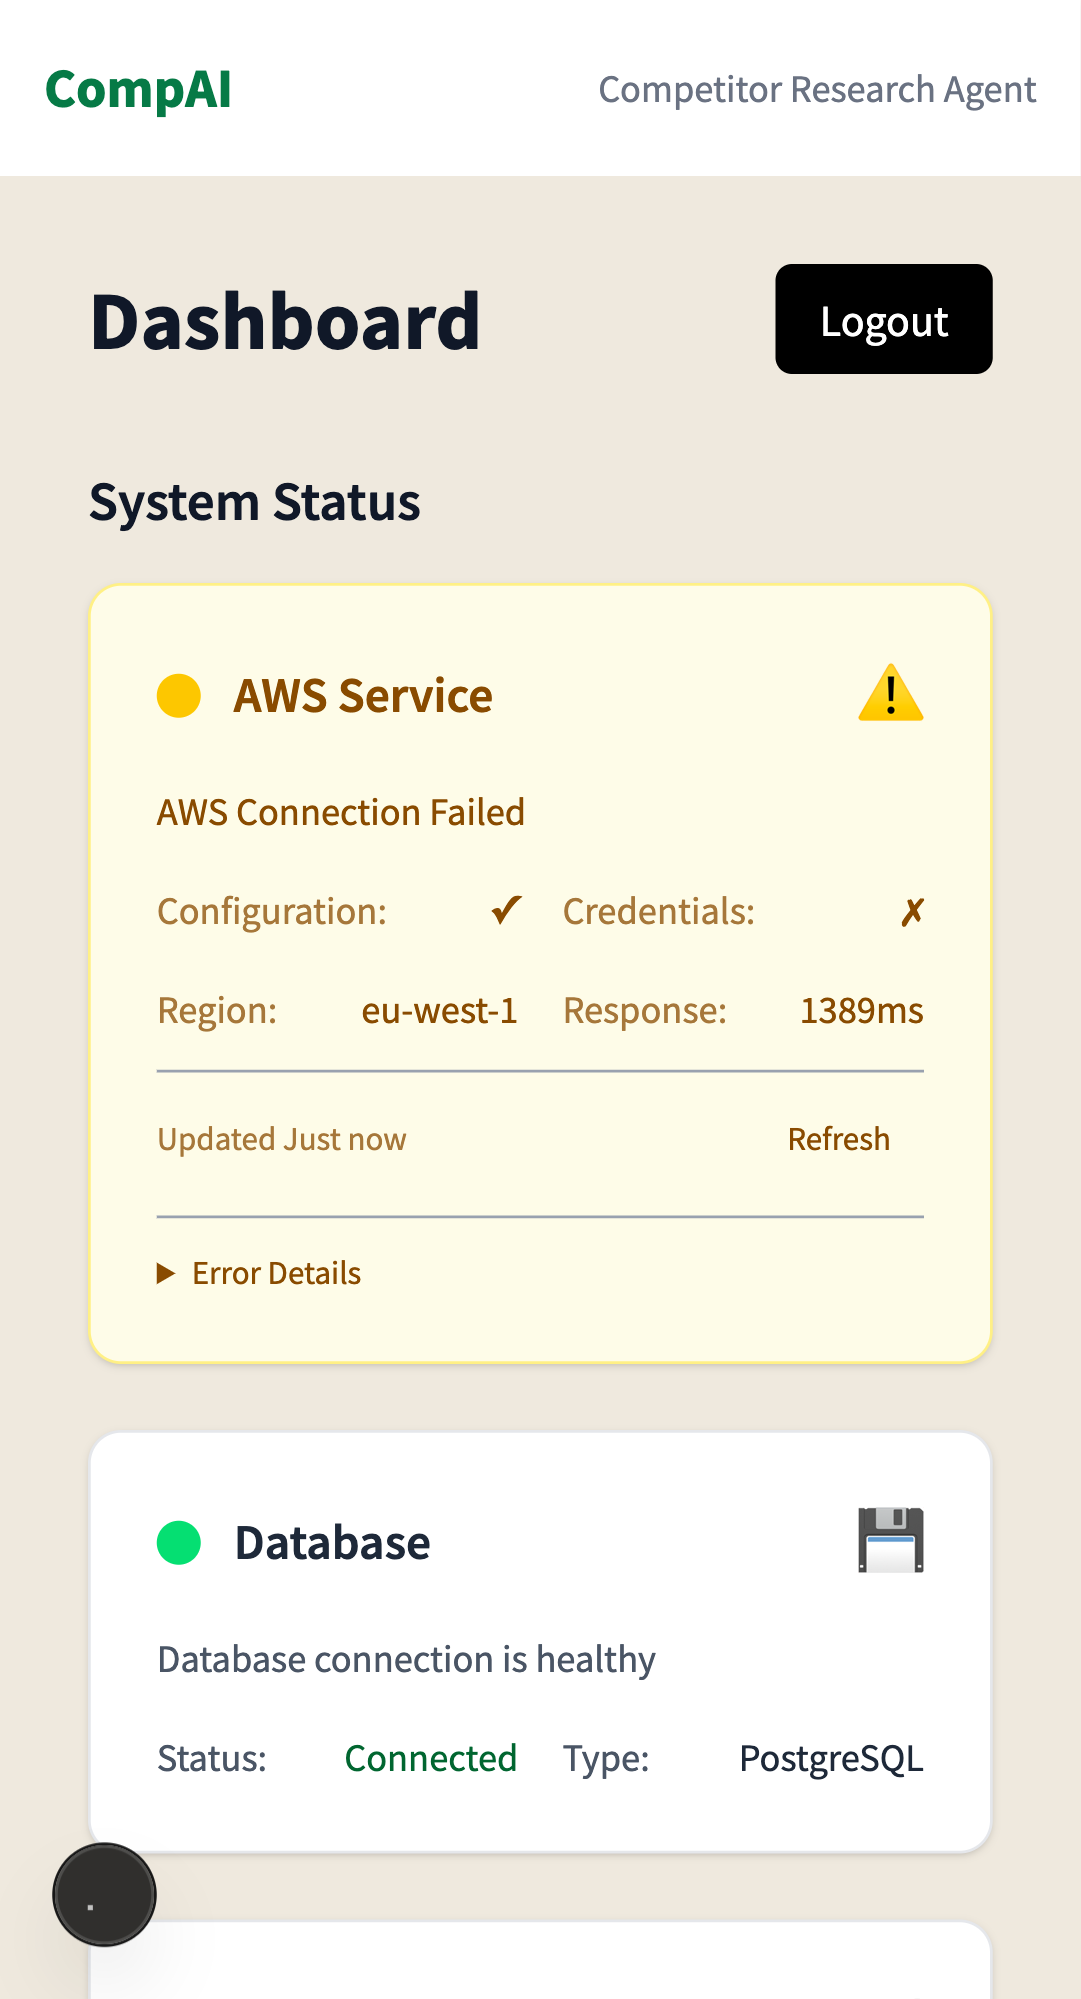 CompAI
Competitor Research Agent
Dashboard
Logout
System Status
AWS Service
AWS Connection Failed
Configuration: ✓ Credentials: ✗
Region: eu-west-1 Response: 1389ms
Updated Just now Refresh
▶ Error Details
Database
Database connection is healthy
Status: Connected Type: PostgreSQL